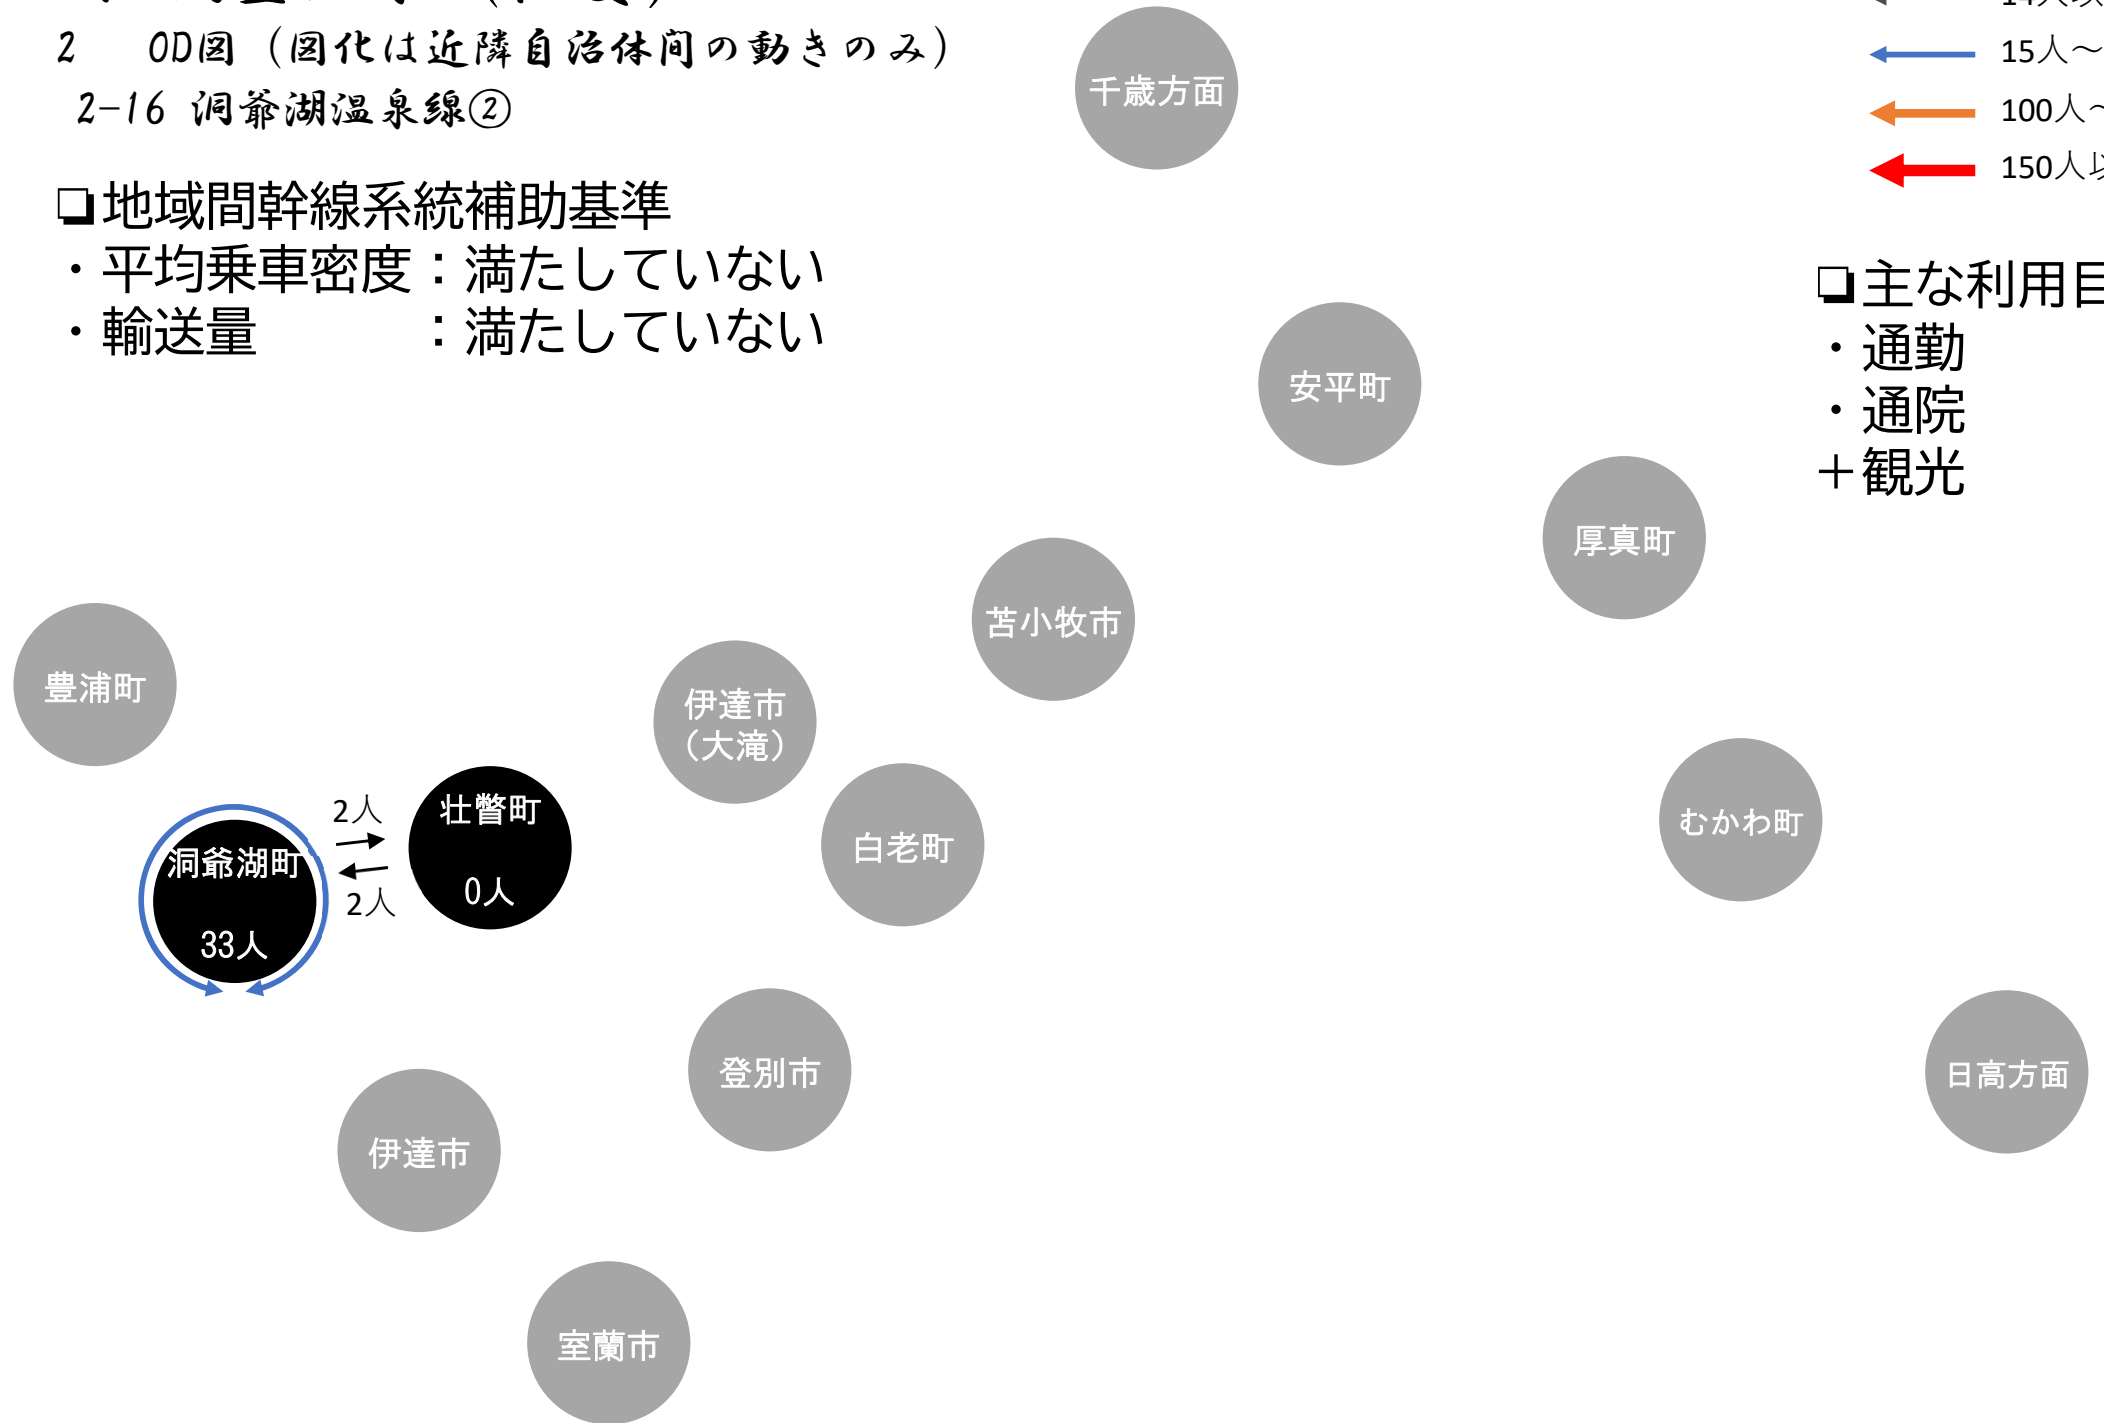 2 OD図（図化は近隣自治体間の動きのみ）
2-16 洞爺湖温泉線②
❏地域間幹線系統補助基準
・平均乗車密度：満たしていない
・輸送量　　　：満たしていない
14人以
15人～
100人～
150人以
❏主な利用目
・通勤
・通院
＋観光
千歳方面
安平町
厚真町
苫小牧市
豊浦町
伊達市
（大滝）
むかわ町
白老町
壮瞥町
0人
2人
2人
洞爺湖町
33人
登別市
日高方面
伊達市
室蘭市